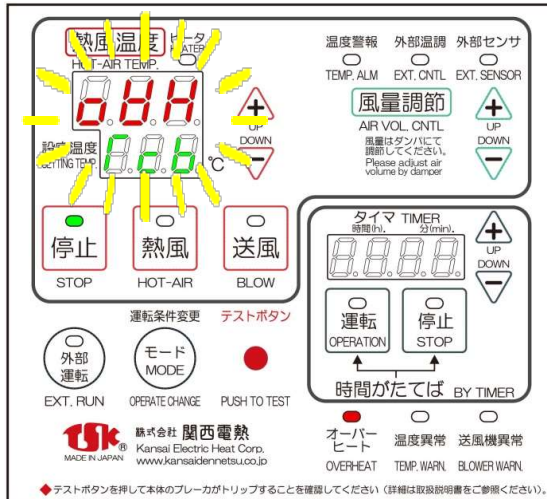 熱風温度
HOT-AIR TEMP.
ヒータ
HEATER
oYH
設定温度
SETTING TEMP.
℃
UP
DOWN
温度警報
TEMP. ALM
外部温調
EXT. CNTL
外部センサ
EXT. SENSOR
風量調節
AIR VOL. CNTL
風量はダンパにて
調節してください。
Please adjust air
volume by damper
UP
DOWN
停止
STOP
熱風
HOT-AIR
送風
BLOW
タイマ TIMER
時間(h). 分(min).
UP
DOWN
運転
OPERATION
停止
STOP
時間がたてば BY TIMER
運転条件変更
テストボタン
外部
運転
EXT. RUN
モード
MODE
OPERATE CHANGE
PUSH TO TEST
TSK
MADE IN JAPAN
株式会社 関西電熱
Kansai Electric Heat Corp.
www.kansaidennetsu.co.jp
オーバー
ヒート
OVERHEAT
温度異常
TEMP. WARN.
送風機異常
BLOWER WARN.
◆テストボタンを押して本体のブレーカがトリップすることを確認してください(詳細は取扱説明書をご参照ください)。